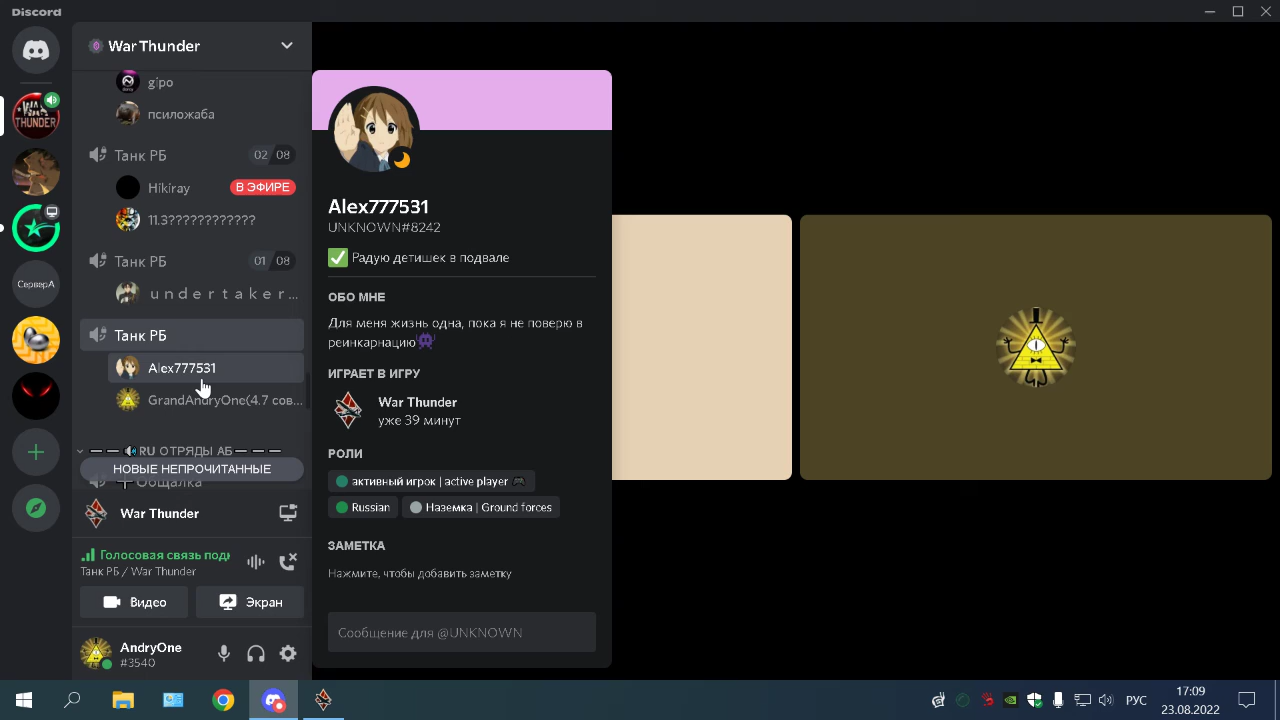 Discord
War Thunder
gipo
псиложаба
Танк РБ 02 / 08
Hikiray В ЭФИРЕ
11.3????????????
Танк РБ 01 / 08
u n d e r t a k e r ...
Танк РБ
Alex777531
GrandAndryOne(4.7 сов...
RU ОТРЯДЫ АБ
НОВЫЕ НЕПРОЧИТАННЫЕ
Общалка
War Thunder
Голосовая связь под
Танк РБ / War Thunder
Видео
Экран
AndryOne
#3540
СерверА
Alex777531
UNKNOWN#8242
Радую детишек в подвале
ОБО МНЕ
Для меня жизнь одна, пока я не поверю в
реинкарнацию
ИГРАЕТ В ИГРУ
War Thunder
уже 39 минут
РОЛИ
активный игрок | active player
Russian
Наземка | Ground forces
ЗАМЕТКА
Нажмите, чтобы добавить заметку
Сообщение для @UNKNOWN
РУС
17:09
23.08.2022